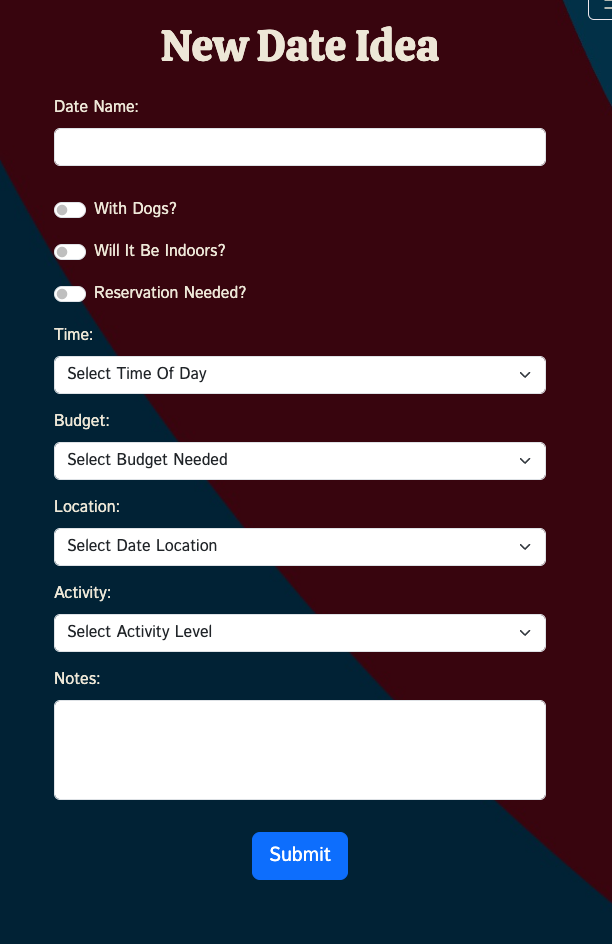 New Date Idea
Date Name:
With Dogs?
Will It Be Indoors?
Reservation Needed?
Time:
Select Time Of Day
Budget:
Select Budget Needed
Location:
Select Date Location
Activity:
Select Activity Level
Notes:
Submit